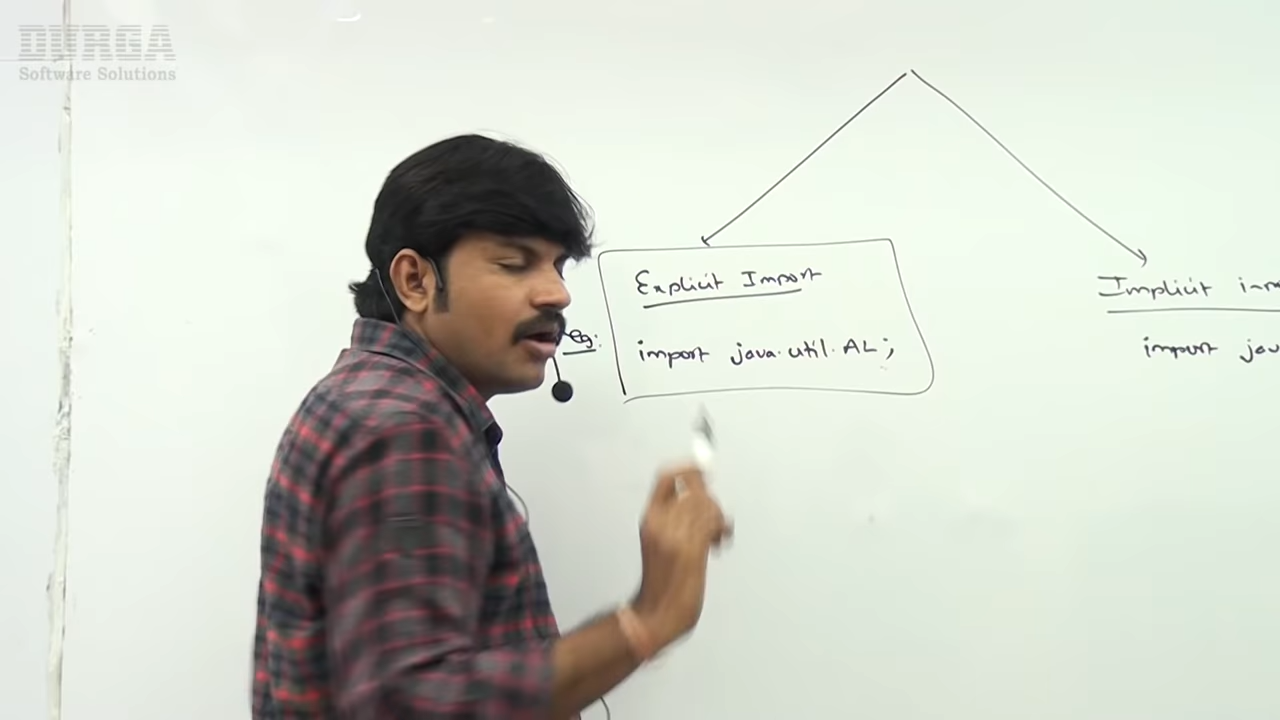 DURGA
Software Solutions
Explicit Import
Eg:
import java.util.AL;
Implicit
import